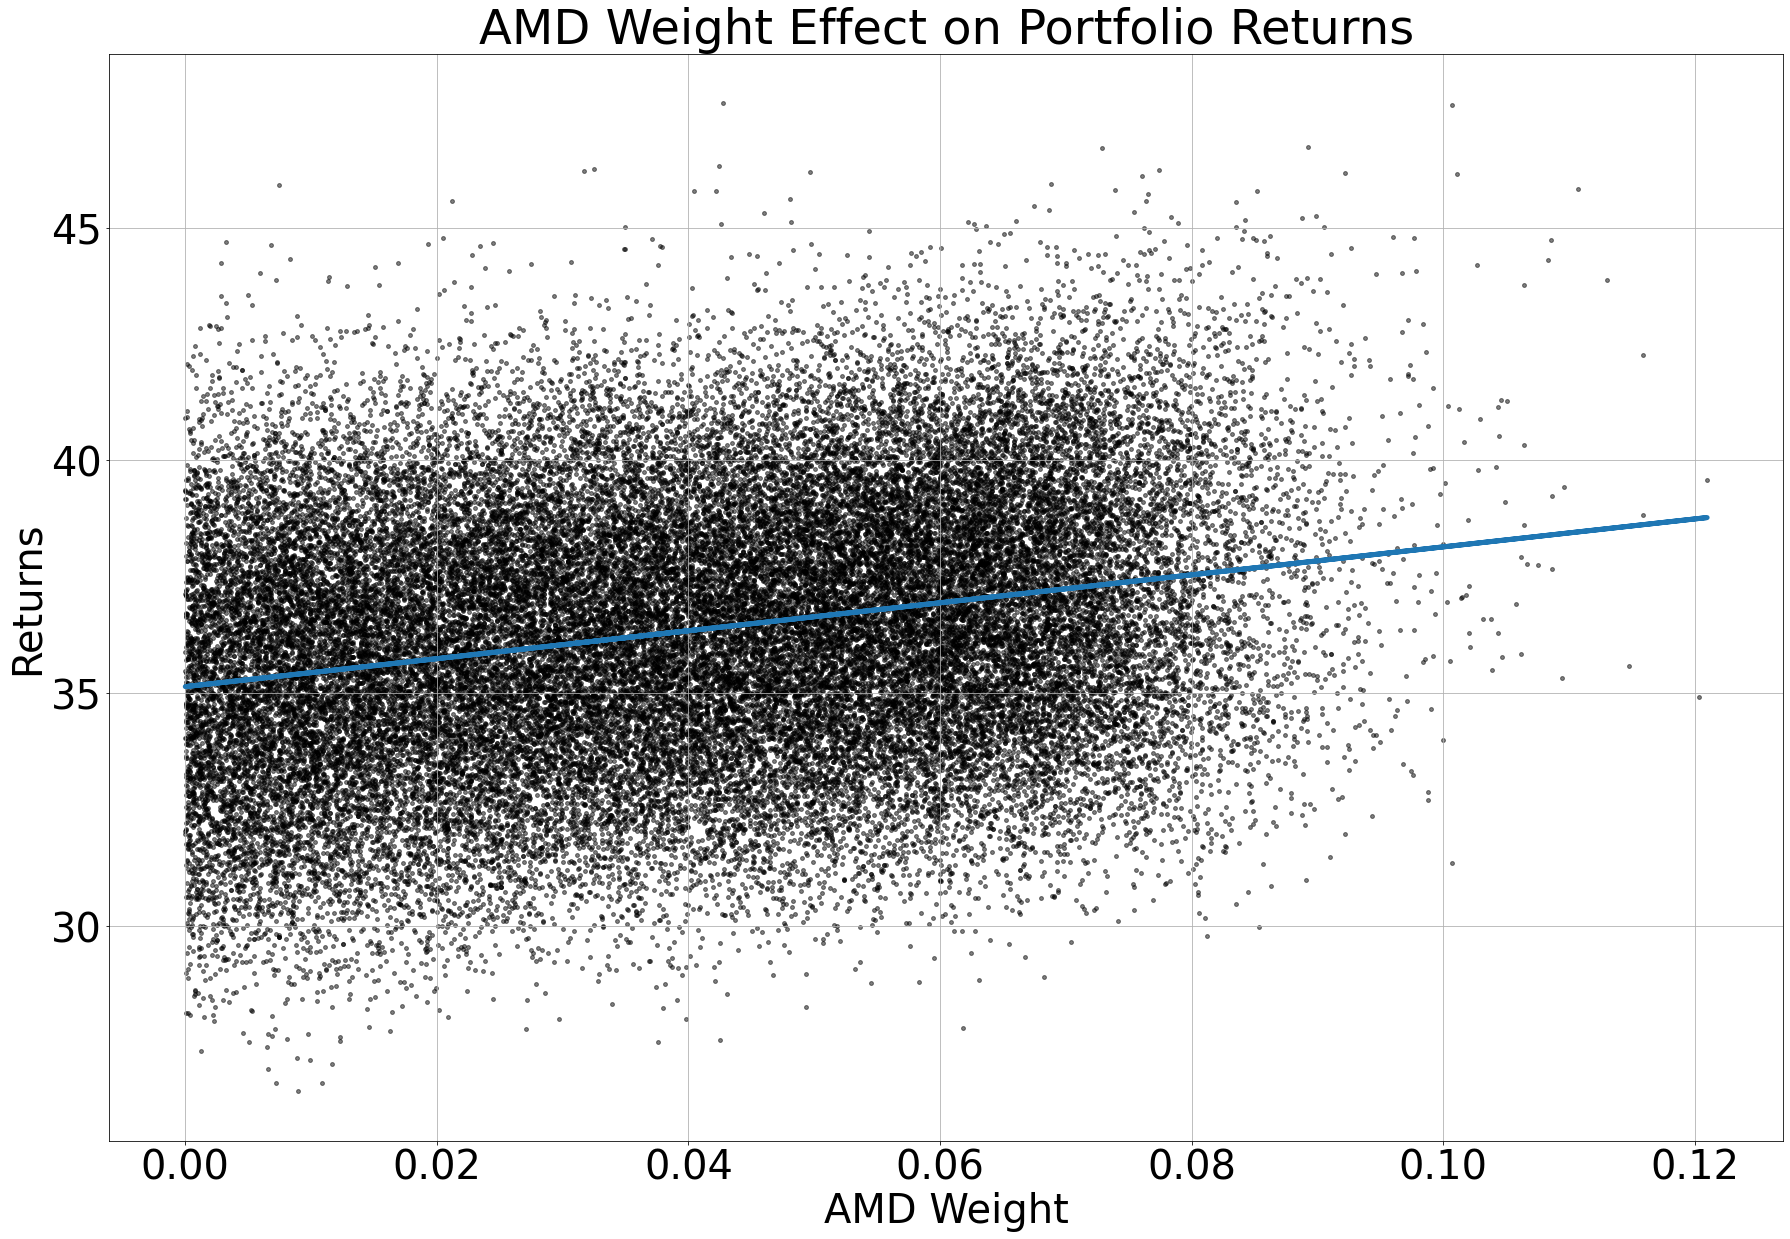 AMD Weight Effect on Portfolio Returns
Returns
45
40
35
30
0.00 0.02 0.04 0.06 0.08 0.10 0.12
AMD Weight